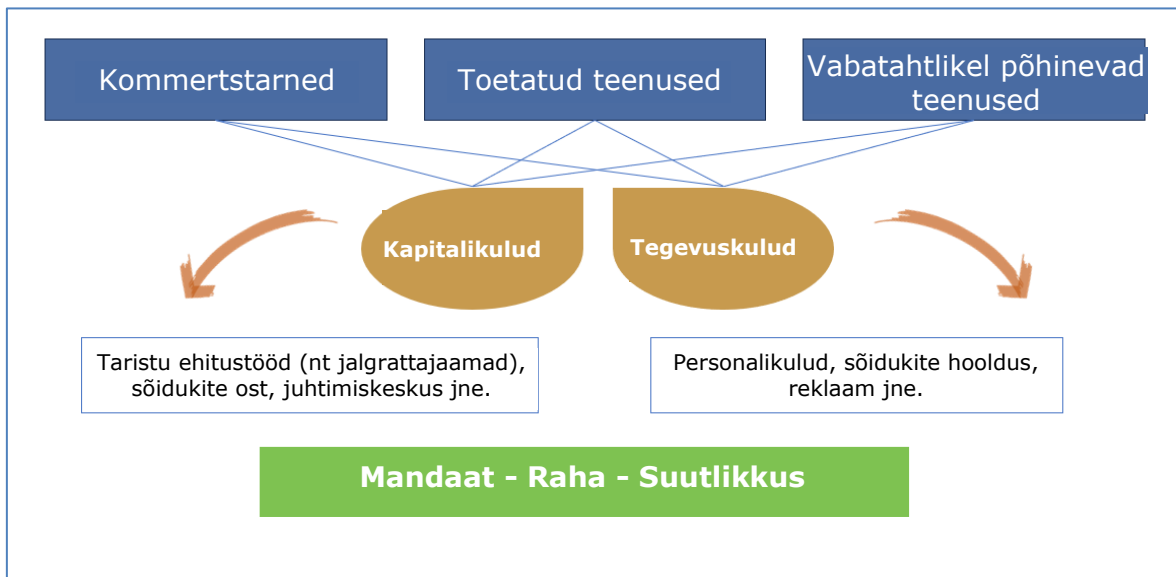 Kommertstarned
Toetatud teenused
Vabatahtlikel põhinevad
teenused
Kapitalikulud
Tegevuskulud
Taristu ehitustööd (nt jalgrattajaamad),
sõidukite ost, juhtimiskeskus jne.
Personalikulud, sõidukite hooldus,
reklaam jne.
Mandaat - Raha - Suutlikkus